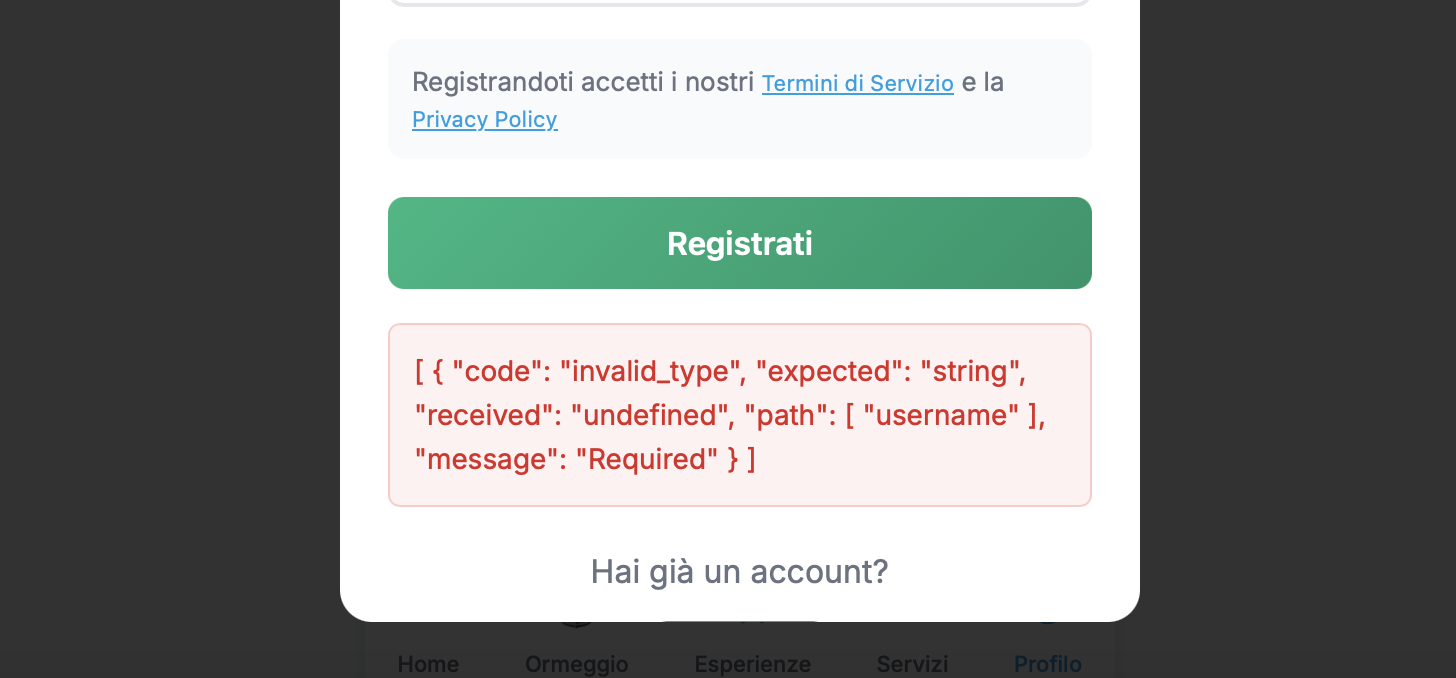 Registrandoti accetti i nostri Termini di Servizio e la
Privacy Policy
Registrati
[ { "code": "invalid_type", "expected": "string",
"received": "undefined", "path": [ "username" ],
"message": "Required" } ]
Hai già un account?
Home Ormeggio Esperienze Servizi Profilo